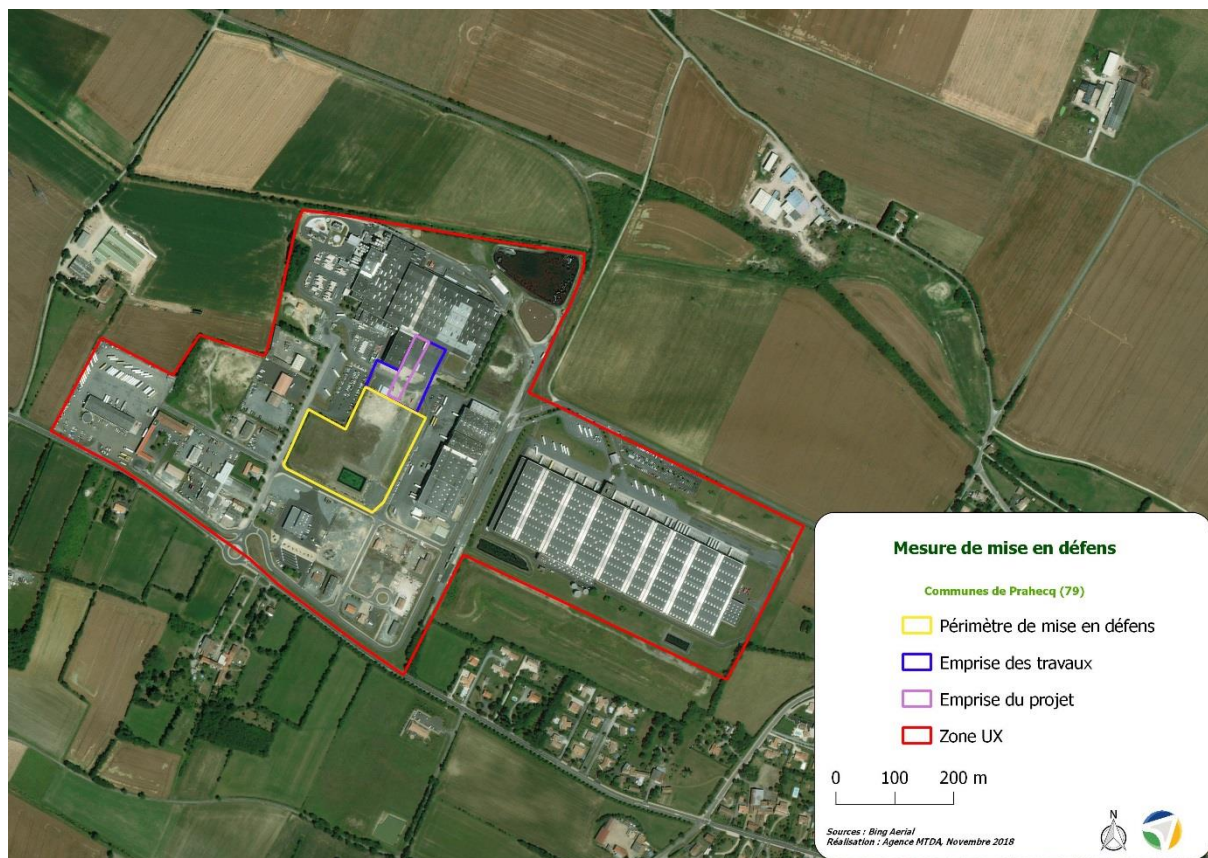 Mesure de mise en défens
Communes de Prahecq (79)
Périmètre de mise en défens
Emprise des travaux
Emprise du projet
Zone UX
0 100 200 m
N
Sources : Bing Aerial
Réalisation : Agence MTDA, Novembre 2018